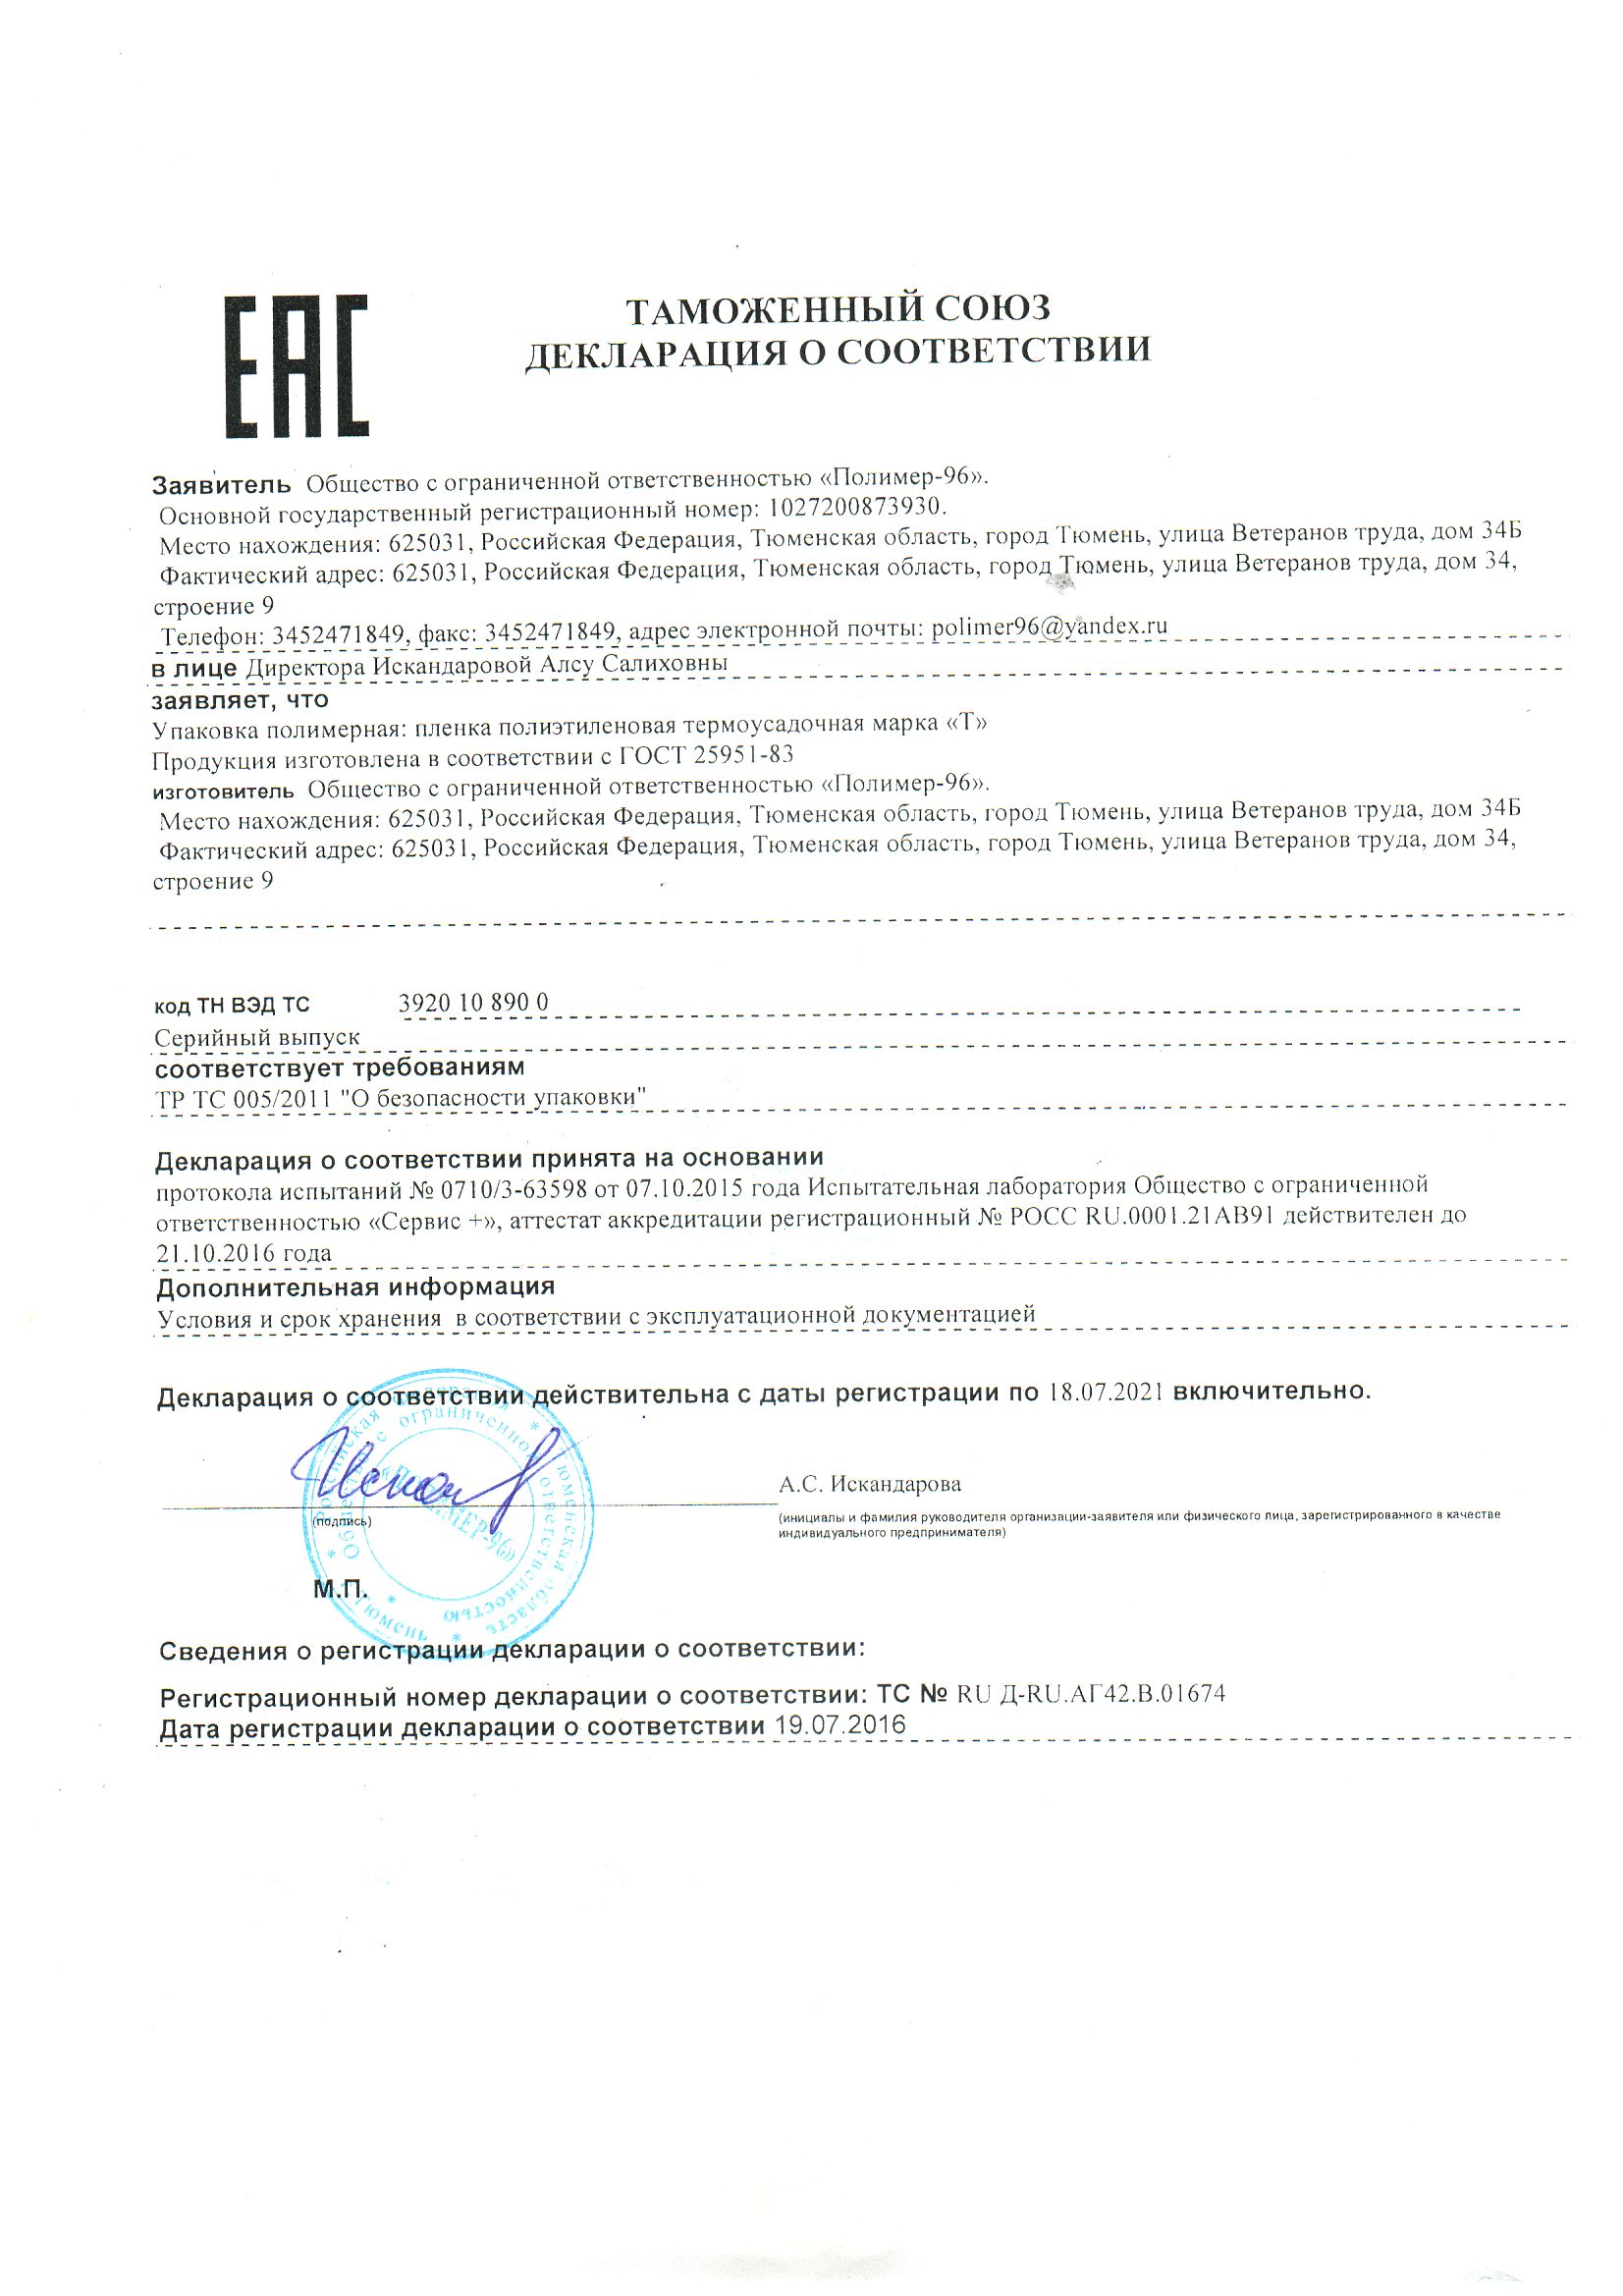 ЕАС
ТАМОЖЕННЫЙ СОЮЗ
ДЕКЛАРАЦИЯ О СООТВЕТСТВИИ
Заявитель Общество с ограниченной ответственностью «Полимер-96».
Основной государственный регистрационный номер: 1027200873930.
Место нахождения: 625031, Российская Федерация, Тюменская область, город Тюмень, улица Ветеранов труда, дом 34Б
Фактический адрес: 625031, Российская Федерация, Тюменская область, город Тюмень, улица Ветеранов труда, дом 34,
строение 9
Телефон: 3452471849, факс: 3452471849, адрес электронной почты: polimer96@yandex.ru
в лице Директора Искандаровой Алсу Салиховны
заявляет, что
Упаковка полимерная: пленка полиэтиленовая термоусадочная марка «Т»
Продукция изготовлена в соответствии с ГОСТ 25951-83
изготовитель Общество с ограниченной ответственностью «Полимер-96».
Место нахождения: 625031, Российская Федерация, Тюменская область, город Тюмень, улица Ветеранов труда, дом 34Б
Фактический адрес: 625031, Российская Федерация, Тюменская область, город Тюмень, улица Ветеранов труда, дом 34,
строение 9
код ТН ВЭД ТС 3920 10 890 0
Серийный выпуск
соответствует требованиям
ТР ТС 005/2011 "О безопасности упаковки"
Декларация о соответствии принята на основании
протокола испытаний № 0710/3-63598 от 07.10.2015 года Испытательная лаборатория Общество с ограниченной
ответственностью «Сервис +», аттестат аккредитации регистрационный № РОСС RU.0001.21АВ91 действителен до
21.10.2016 года
Дополнительная информация
Условия и срок хранения в соответствии с эксплуатационной документацией
Декларация о соответствии действительна с даты регистрации по 18.07.2021 включительно.
Российская Федерация * Тюменская область * г. Тюмень *
Общество с ограниченной ответственностью *
«ПОЛИМЕР-96»
А.С. Искандарова
(подпись)
(инициалы и фамилия руководителя организации-заявителя или физического лица, зарегистрированного в качестве
индивидуального предпринимателя)
М.П.
Сведения о регистрации декларации о соответствии:
Регистрационный номер декларации о соответствии: ТС № RU Д-RU.АГ42.В.01674
Дата регистрации декларации о соответствии 19.07.2016